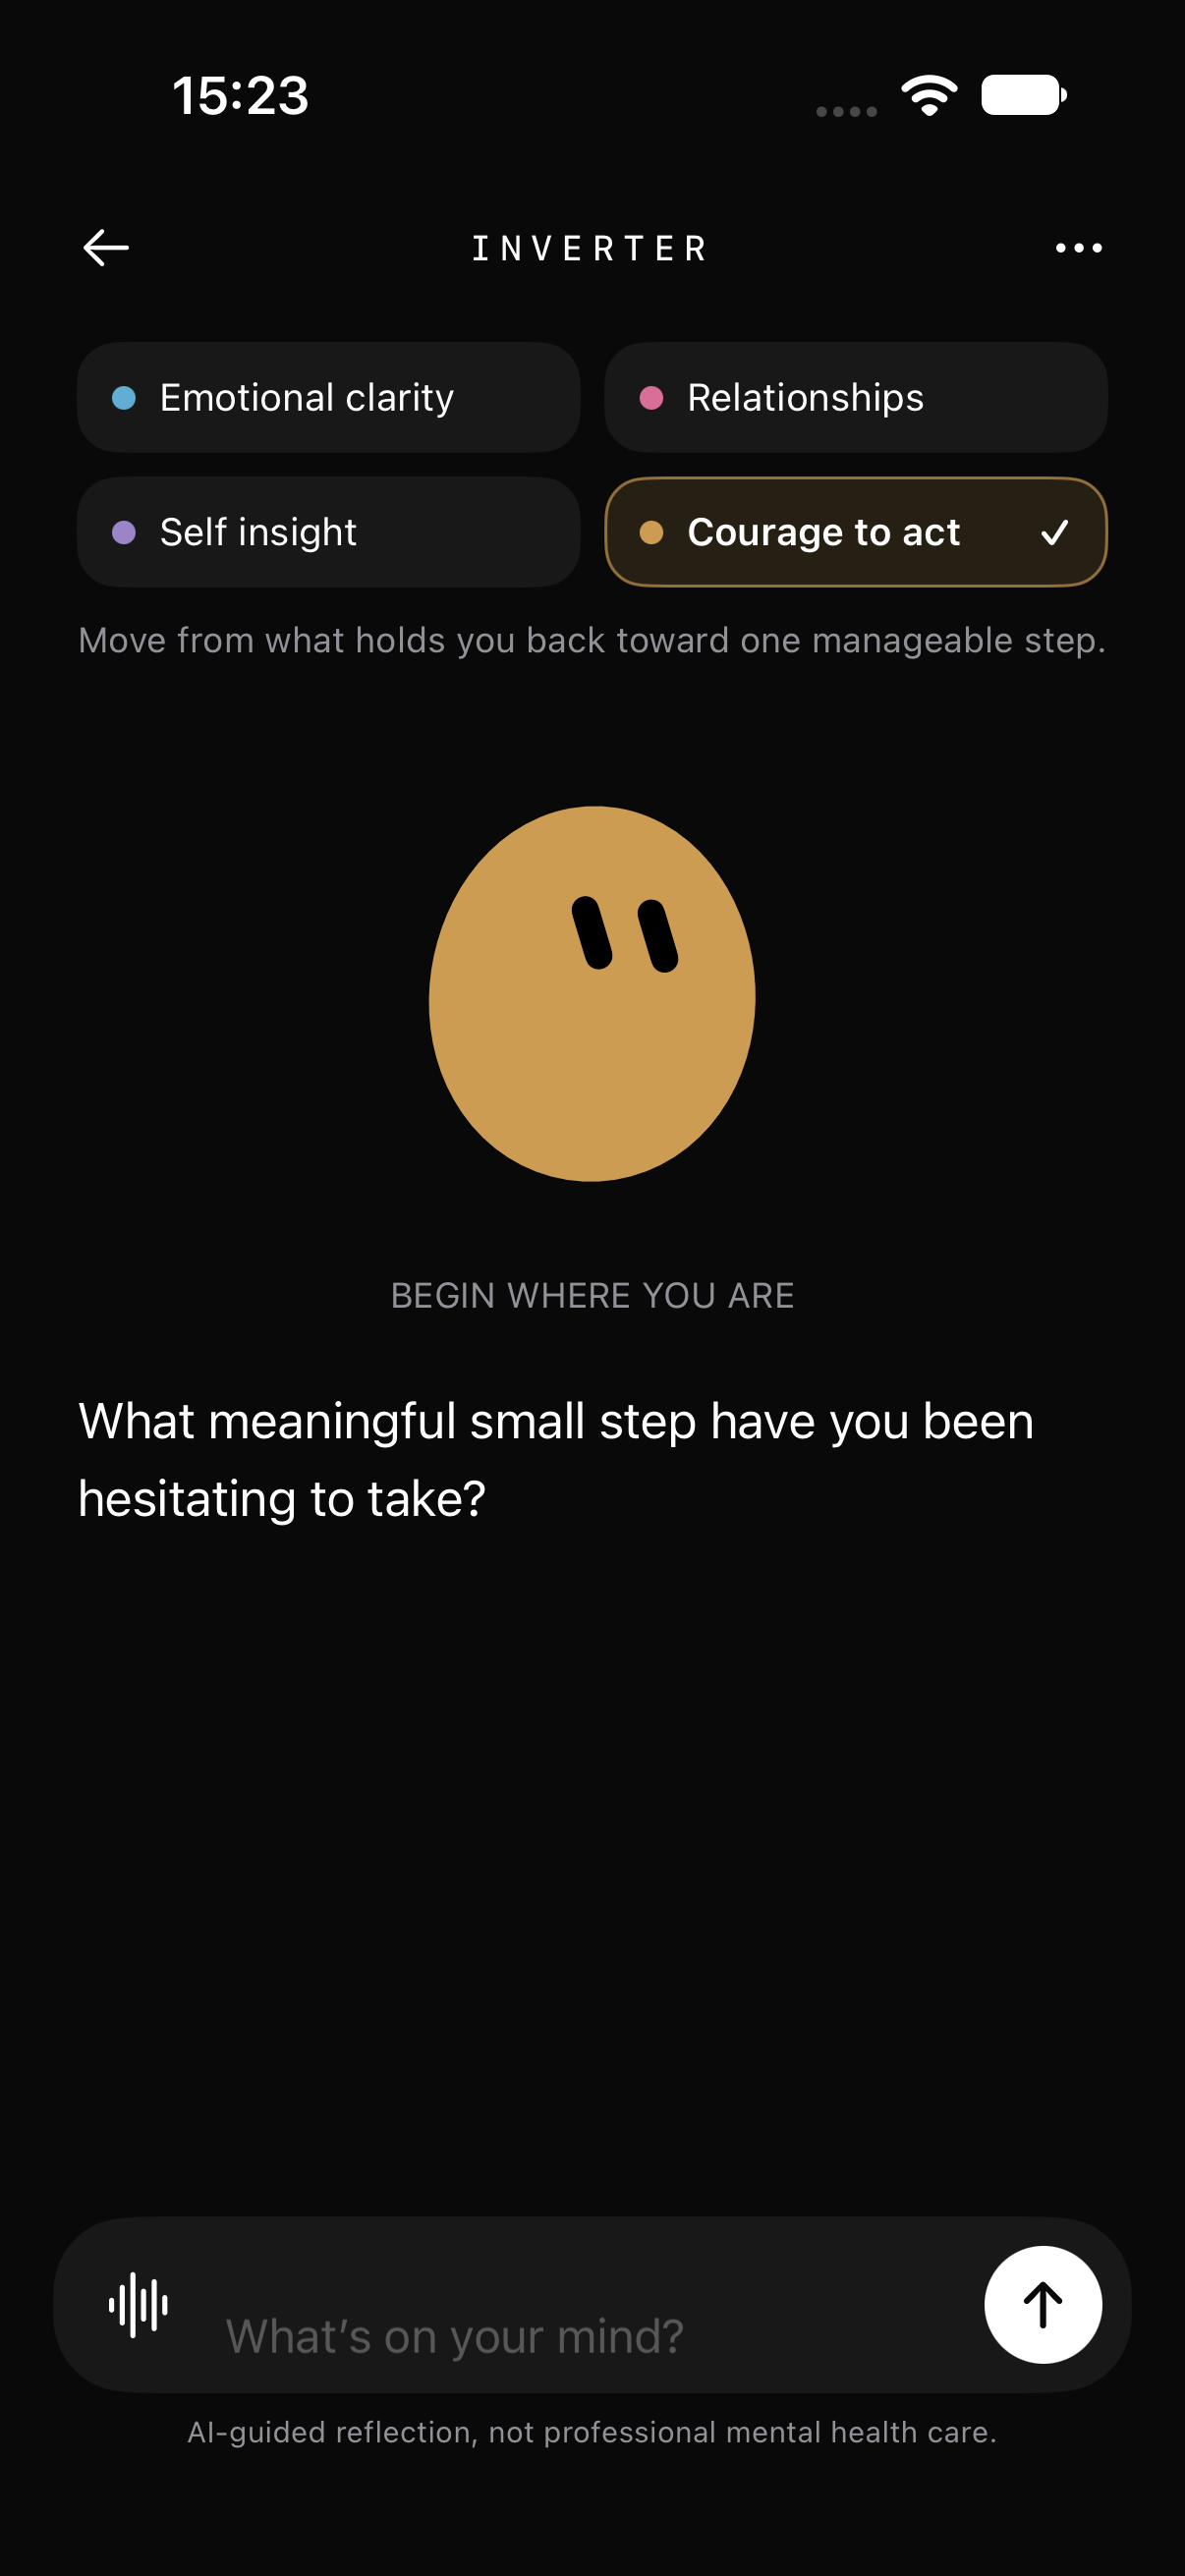 15:23
INVERTER
Emotional clarity
Relationships
Self insight
Courage to act
Move from what holds you back toward one manageable step.
BEGIN WHERE YOU ARE
What meaningful small step have you been
hesitating to take?
What’s on your mind?
AI-guided reflection, not professional mental health care.